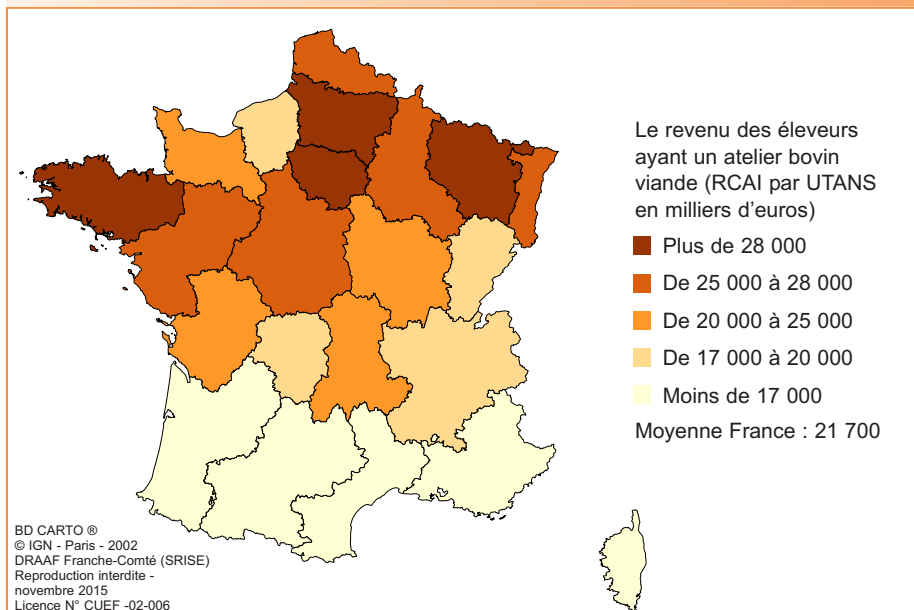 Le revenu des éleveurs
ayant un atelier bovin
viande (RCAI par UTANS
en milliers d'euros)
Plus de 28 000
De 25 000 à 28 000
De 20 000 à 25 000
De 17 000 à 20 000
Moins de 17 000
Moyenne France : 21 700
BD CARTO ®
© IGN - Paris - 2002
DRAAF Franche-Comté (SRISE)
Reproduction interdite -
novembre 2015
Licence N° CUEF -02-006